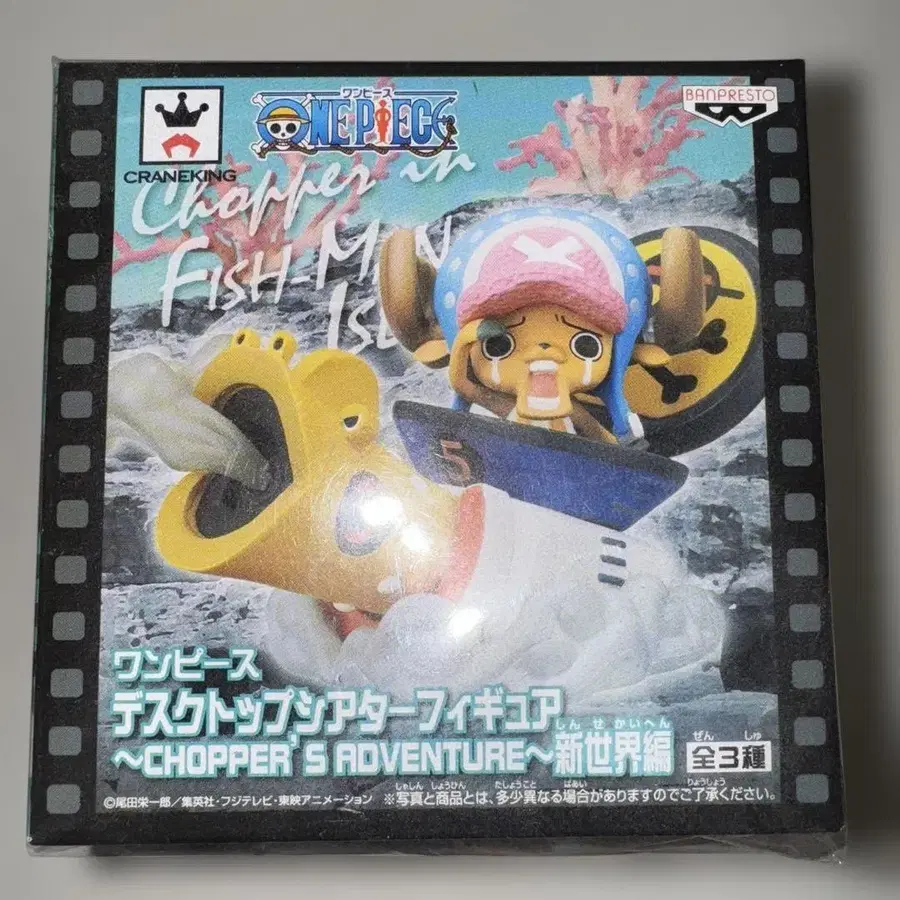 CRANEKING
ワンピース
ONE PIECE
BANPRESTO
Chopper in
FISH-MAN
ISL
5
ワンピース
デスクトップシアターフィギュア
しん せ かいへん
～CHOPPER'S ADVENTURE～新世界編
ぜん しゅ
全3種
©尾田栄一郎／集英社・フジテレビ・東映アニメーション
しゃしん しょうひん たしょうこと ばあい りょうしょう
※写真と商品とは、多少異なる場合がありますのでご了承ください。